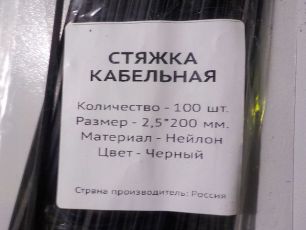 СТЯЖКА
КАБЕЛЬНАЯ
Количество - 100 шт.
Размер - 2,5*200 мм.
Материал - Нейлон
Цвет - Черный
Страна производитель: Россия